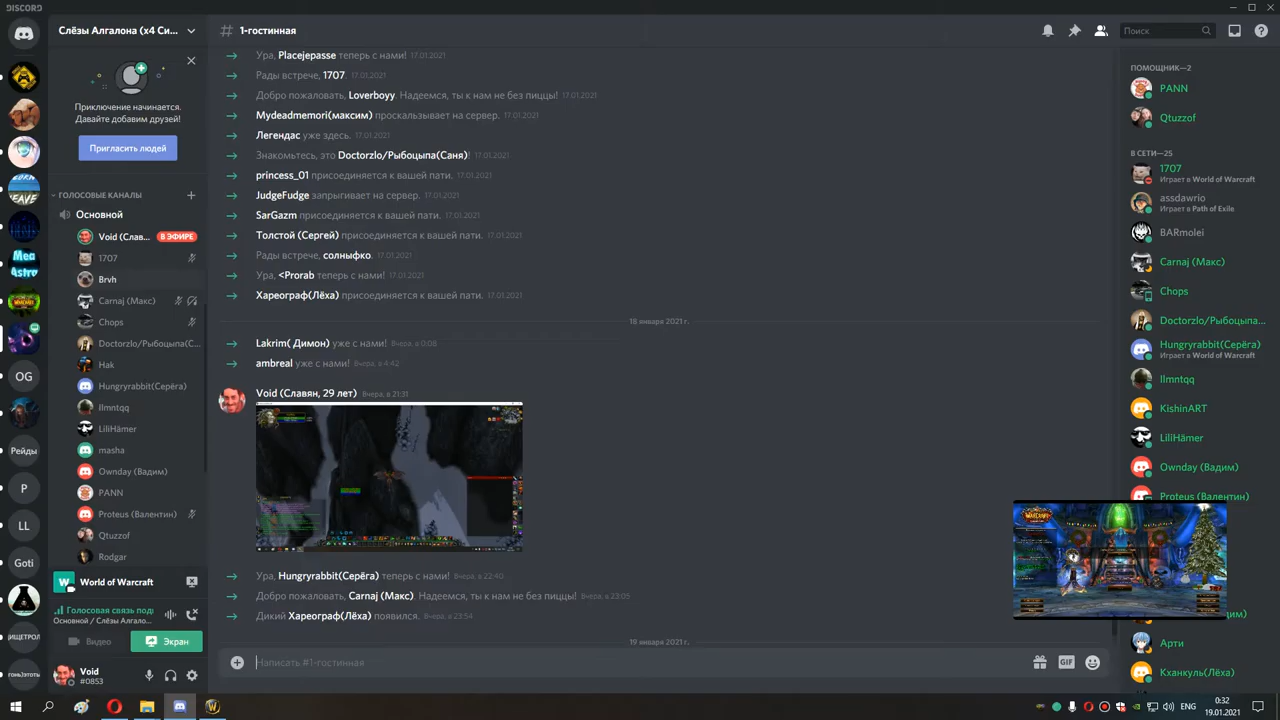 DISCORD
Слёзы Алгалона (x4 Си...
Приключение начинается.
Давайте добавим друзей!
Пригласить людей
ГОЛОСОВЫЕ КАНАЛЫ
Основной
Void (Слав... В ЭФИРЕ
1707
Brvh
Carnaj (Макс)
Chops
Doctorzlo/Рыбоцыпа(С...
Hak
Hungryrabbit(Серёга)
Ilmntqq
LiliHämer
masha
Ownday (Вадим)
PANN
Proteus (Валентин)
Qtuzzof
Rodgar
World of Warcraft
Голосовая связь подь
Основной / Слёзы Алгало...
Видео
Экран
Void
#0853
Меа
Astro
OG
Рейды
P
LL
Goti
1-гостинная
Поиск
Ура, Placejepasse теперь с нами! 17.01.2021
Рады встрече, 1707. 17.01.2021
Добро пожаловать, Loverboyy. Надеемся, ты к нам не без пиццы! 17.01.2021
Mydeadmemori(максим) проскальзывает на сервер. 17.01.2021
Легендас уже здесь. 17.01.2021
Знакомьтесь, это Doctorzlo/Рыбоцыпа(Саня)! 17.01.2021
princess_01 присоединяется к вашей пати. 17.01.2021
JudgeFudge запрыгивает на сервер. 17.01.2021
SarGazm присоединяется к вашей пати. 17.01.2021
Толстой (Сергей) присоединяется к вашей пати. 17.01.2021
Рады встрече, солныфко. 17.01.2021
Ура, <Prorab теперь с нами! 17.01.2021
Хареограф(Лёха) присоединяется к вашей пати. 17.01.2021
18 января 2021 г.
Lakrim( Димон) уже с нами! Вчера, в 0:08
ambreal уже с нами! Вчера, в 4:42
Void (Славян, 29 лет) Вчера, в 21:31
Ура, Hungryrabbit(Серёга) теперь с нами! Вчера, в 22:40
Добро пожаловать, Carnaj (Макс). Надеемся, ты к нам не без пиццы! Вчера, в 23:05
Дикий Хареограф(Лёха) появился. Вчера, в 23:54
19 января 2021 г.
Написать #1-гостинная
GIF
ПОМОЩНИК—2
PANN
Qtuzzof
В СЕТИ—25
1707
Играет в World of Warcraft
assdawrio
Играет в Path of Exile
BARmolei
Carnaj (Макс)
Chops
Doctorzlo/Рыбоцыпа...
Hungryrabbit(Серёга)
Играет в World of Warcraft
Ilmntqq
KishinART
LiliHämer
Ownday (Вадим)
Proteus (Валентин)
WARCRAFT
Арти
Кханкуль(Лёха)
ENG
0:32
19.01.2021